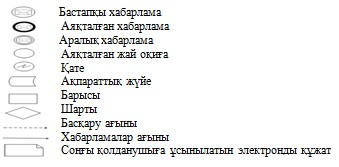 Бастапқы хабарлама
Аяқталған хабарлама
Аралық хабарлама
Аяқталған жай оқиға
Қате
Ақпараттық жүйе
Барысы
Шарты
Басқару ағыны
Хабарламалар ағыны
Соңғы қолданушыға ұсынылатын электронды құжат